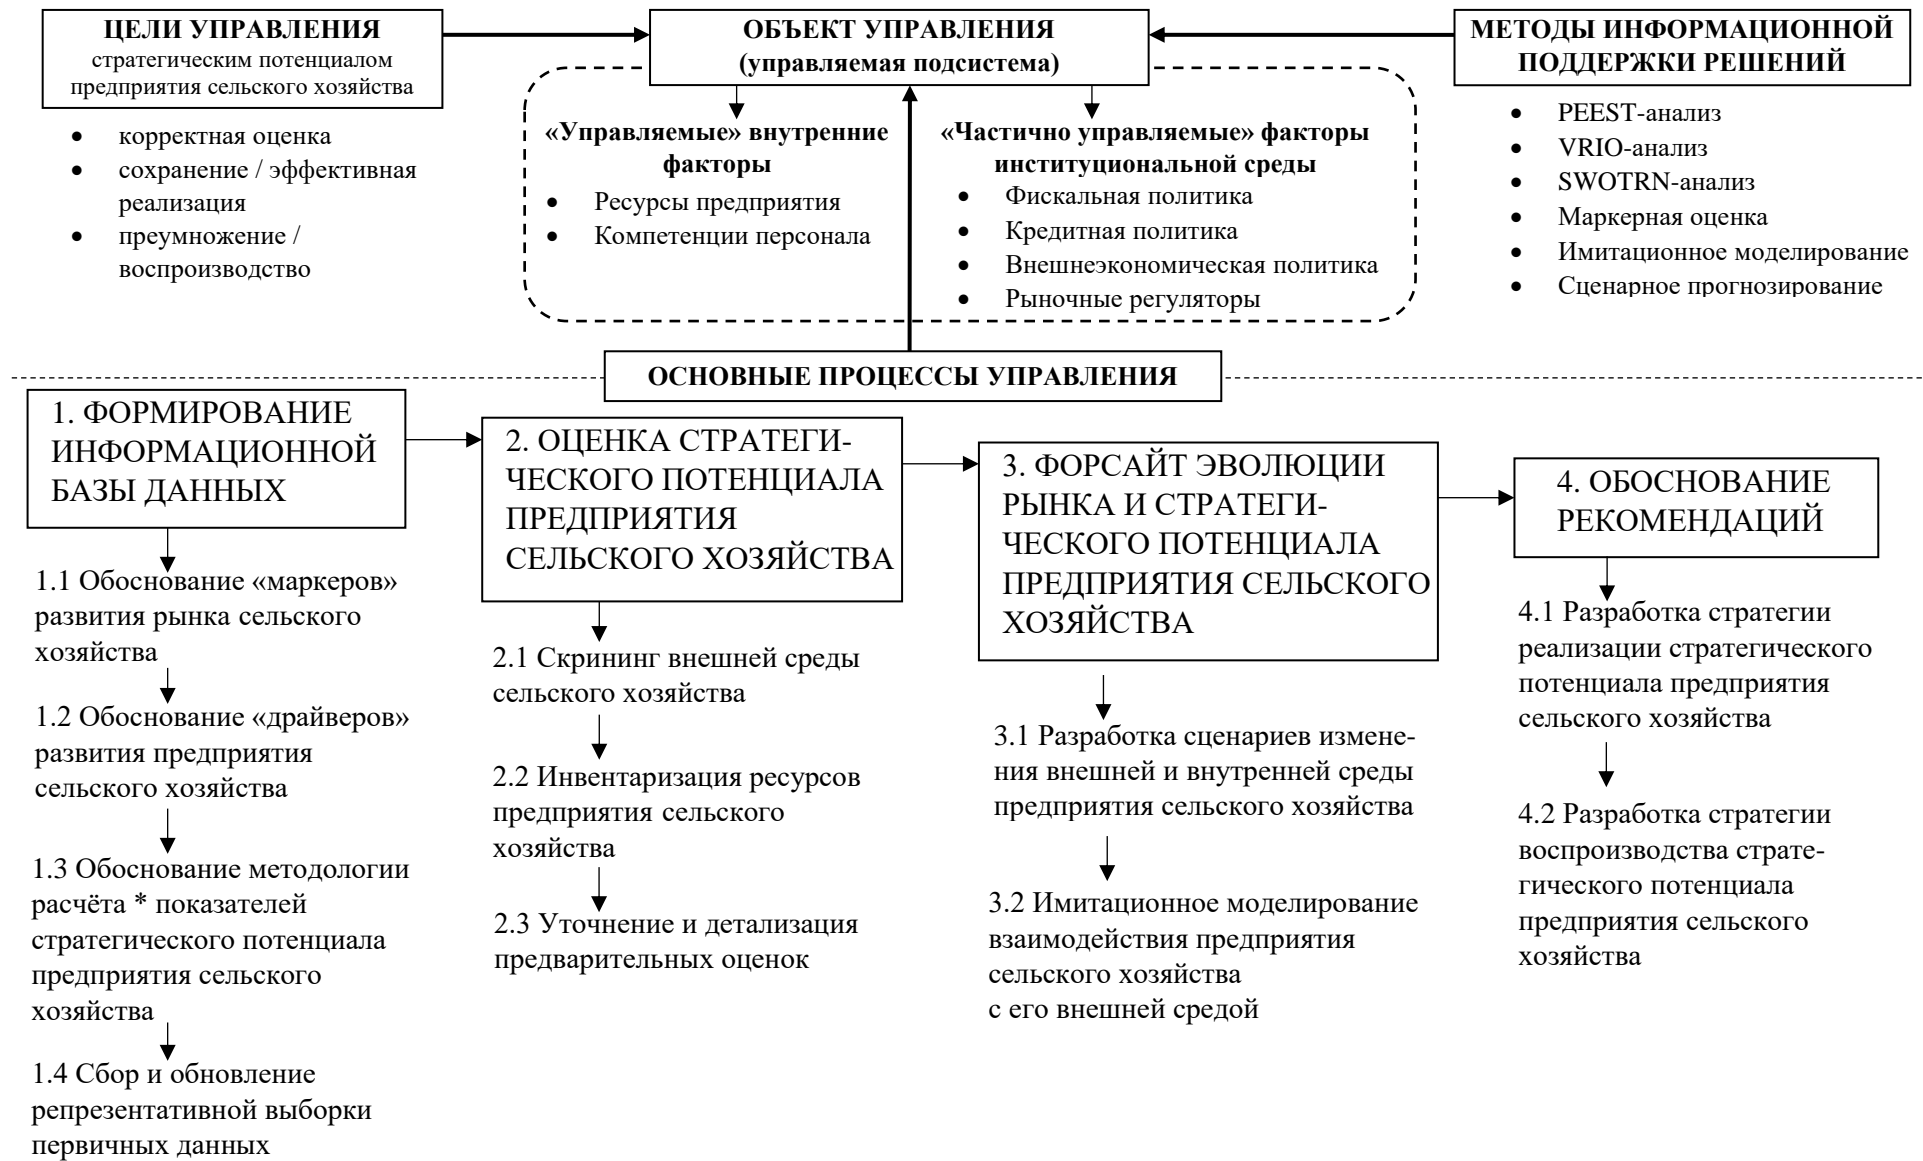 ЦЕЛИ УПРАВЛЕНИЯ
стратегическим потенциалом
предприятия сельского хозяйства
• корректная оценка
• сохранение / эффективная
реализация
• преумножение /
воспроизводство
ОБЪЕКТ УПРАВЛЕНИЯ
(управляемая подсистема)
«Управляемые» внутренние
факторы
• Ресурсы предприятия
• Компетенции персонала
«Частично управляемые» факторы
институциональной среды
• Фискальная политика
• Кредитная политика
• Внешнеэкономическая политика
• Рыночные регуляторы
МЕТОДЫ ИНФОРМАЦИОННОЙ
ПОДДЕРЖКИ РЕШЕНИЙ
• PEEST-анализ
• VRIO-анализ
• SWOTRN-анализ
• Маркерная оценка
• Имитационное моделирование
• Сценарное прогнозирование
ОСНОВНЫЕ ПРОЦЕССЫ УПРАВЛЕНИЯ
1. ФОРМИРОВАНИЕ
ИНФОРМАЦИОННОЙ
БАЗЫ ДАННЫХ
1.1 Обоснование «маркеров»
развития рынка сельского
хозяйства
1.2 Обоснование «драйверов»
развития предприятия
сельского хозяйства
1.3 Обоснование методологии
расчёта * показателей
стратегического потенциала
предприятия сельского
хозяйства
1.4 Сбор и обновление
репрезентативной выборки
первичных данных
2. ОЦЕНКА СТРАТЕГИ-
ЧЕСКОГО ПОТЕНЦИАЛА
ПРЕДПРИЯТИЯ
СЕЛЬСКОГО ХОЗЯЙСТВА
2.1 Скрининг внешней среды
сельского хозяйства
2.2 Инвентаризация ресурсов
предприятия сельского
хозяйства
2.3 Уточнение и детализация
предварительных оценок
3. ФОРСАЙТ ЭВОЛЮЦИИ
РЫНКА И СТРАТЕГИ-
ЧЕСКОГО ПОТЕНЦИАЛА
ПРЕДПРИЯТИЯ СЕЛЬСКОГО
ХОЗЯЙСТВА
3.1 Разработка сценариев измене-
ния внешней и внутренней среды
предприятия сельского хозяйства
3.2 Имитационное моделирование
взаимодействия предприятия
сельского хозяйства
с его внешней средой
4. ОБОСНОВАНИЕ
РЕКОМЕНДАЦИЙ
4.1 Разработка стратегии
реализации стратегического
потенциала предприятия
сельского хозяйства
4.2 Разработка стратегии
воспроизводства страте-
гического потенциала
предприятия сельского
хозяйства